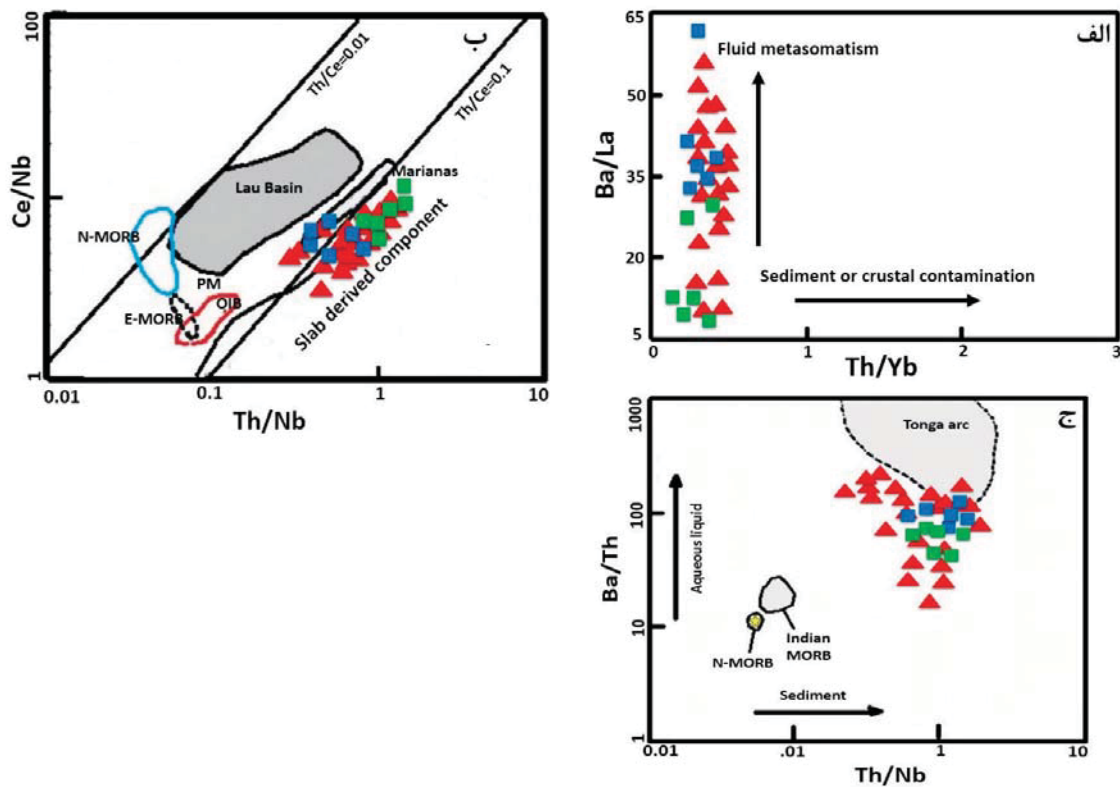 الف
65
50
35
20
5
Ba/La
Fluid metasomatism
Sediment or crustal contamination
0
1
2
3
Th/Yb
ب
100
1
Ce/Nb
Th/Ce=0.01
Th/Ce=0.1
Lau Basin
Marianas
N-MORB
PM
OIB
E-MORB
Slab derived component
0.01
0.1
1
10
Th/Nb
ج
1000
100
10
1
Ba/Th
Aqueous liquid
Tonga arc
Indian
MORB
N-MORB
Sediment
0.01
.01
1
10
Th/Nb